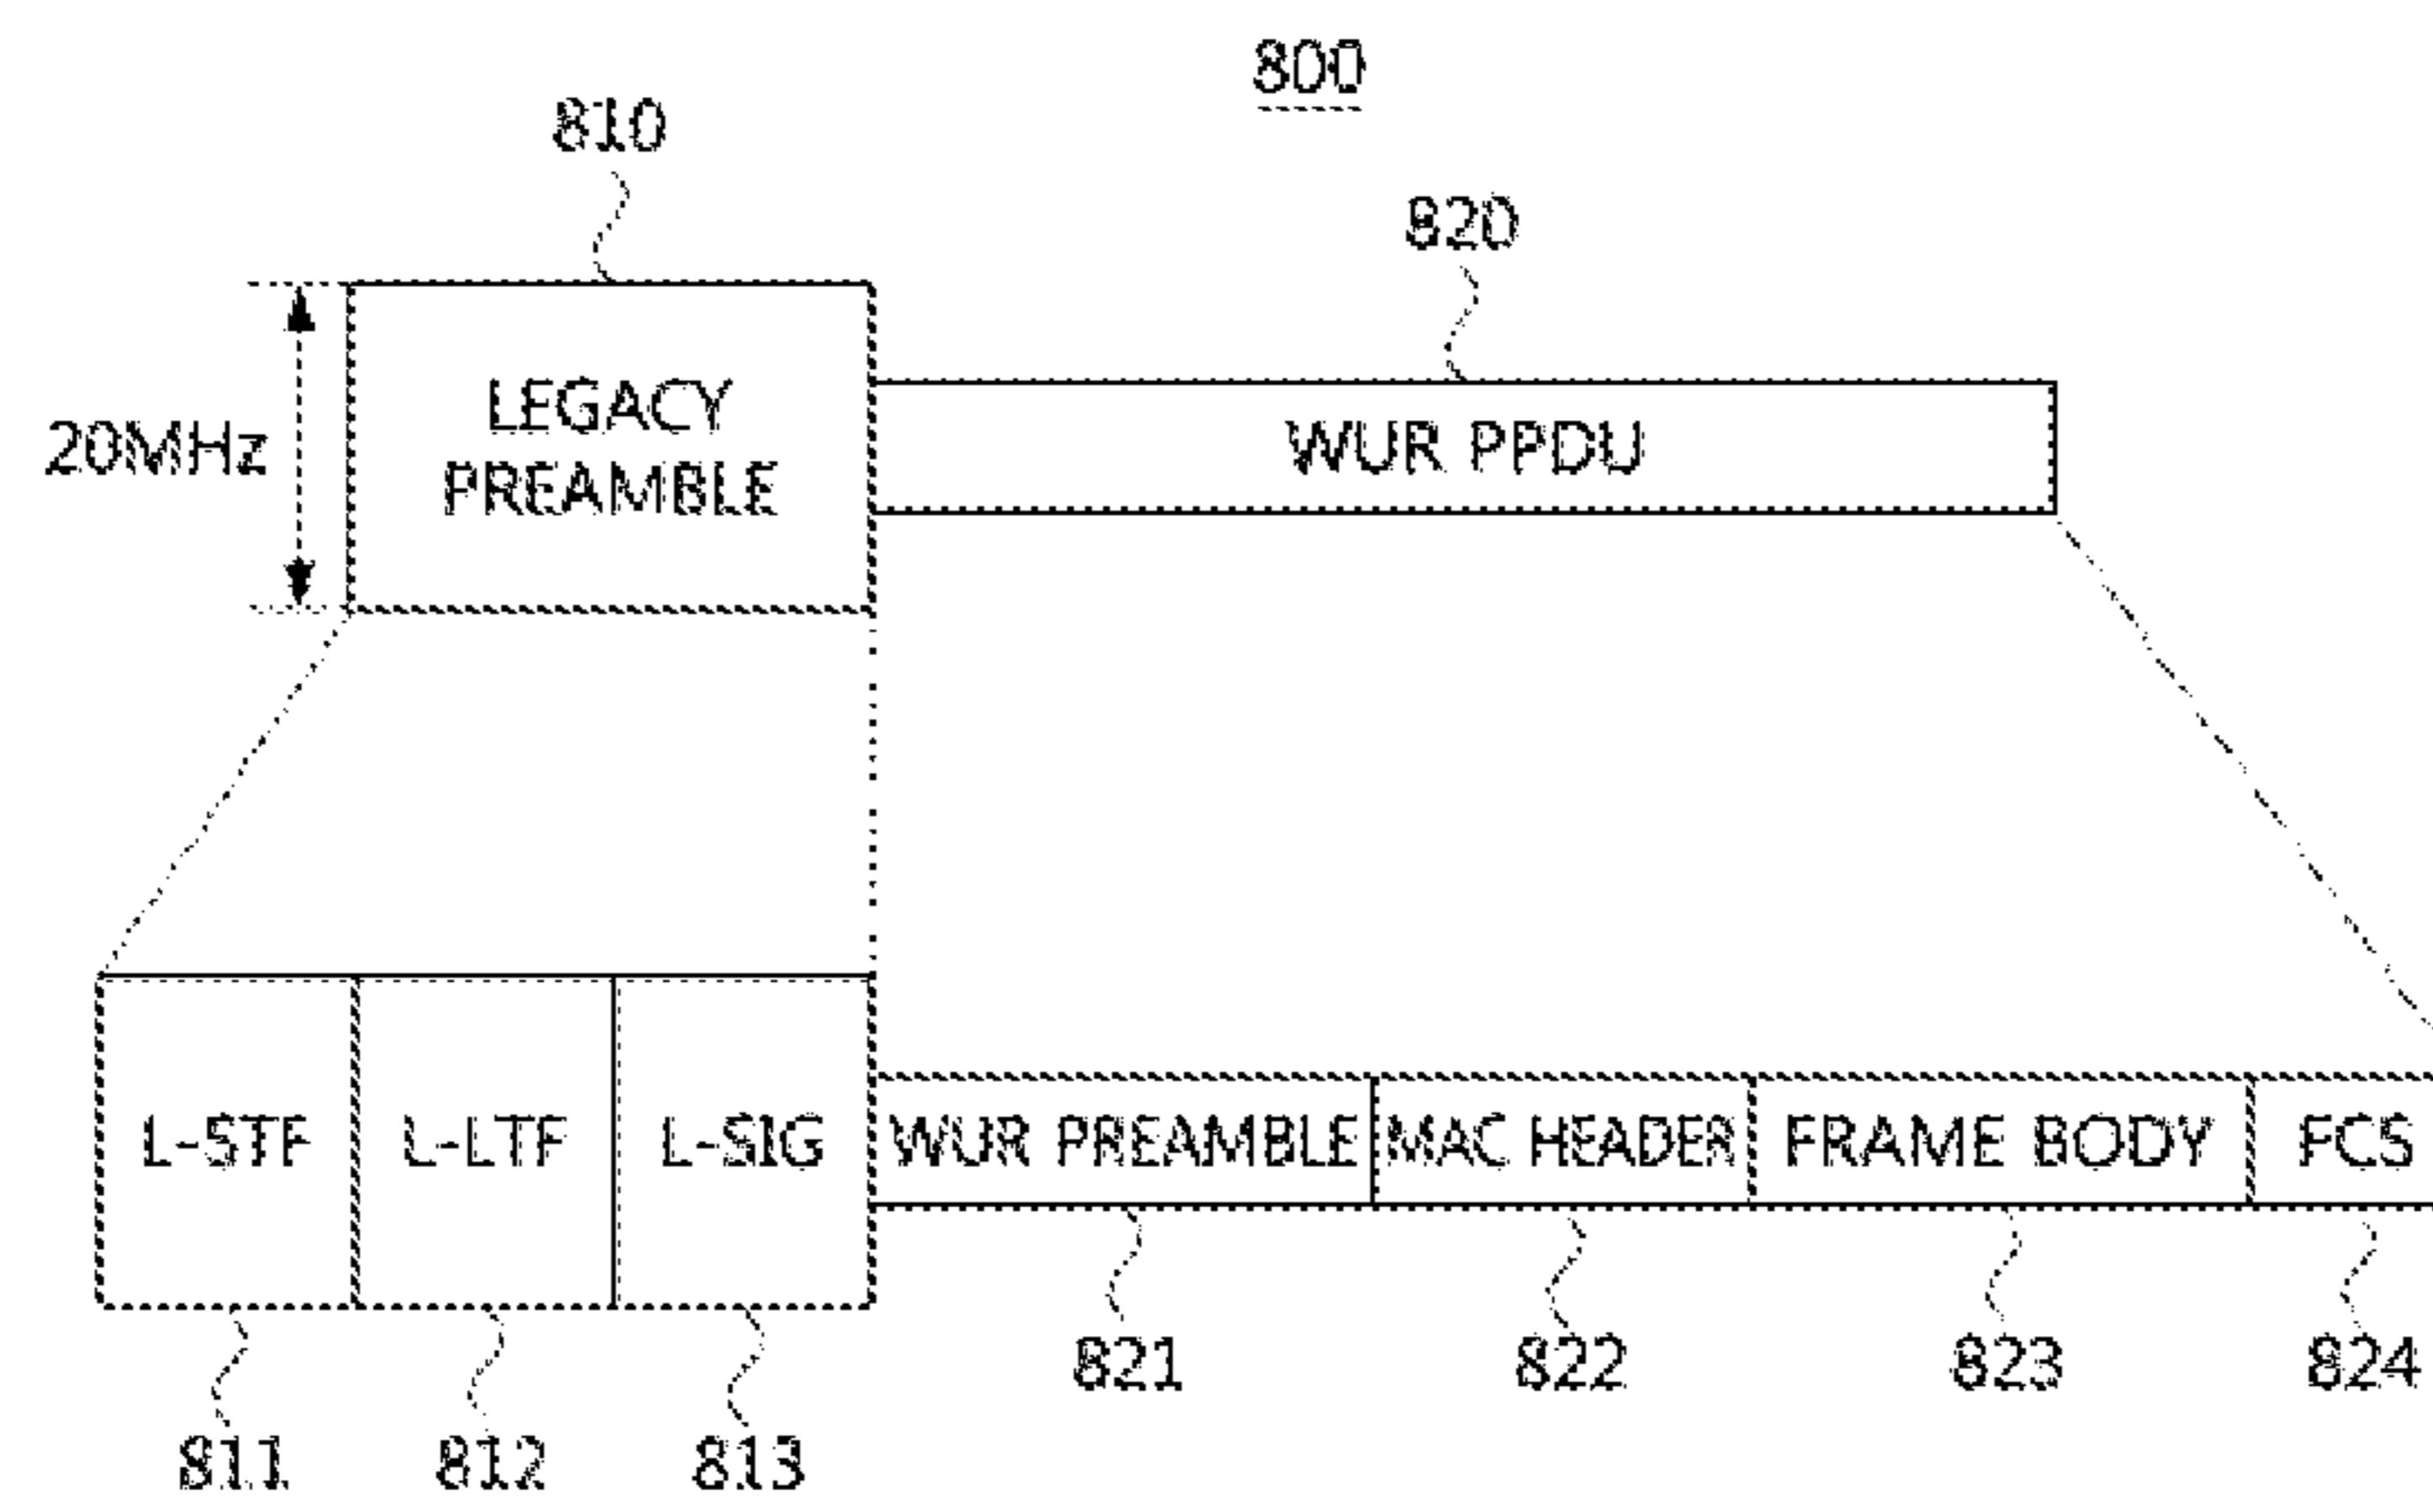 800
810
820
20MHz
LEGACY
PREAMBLE
WUR PPDU
L-STF L-LTF L-SIG WUR PREAMBLE MAC HEADER FRAME BODY FCS
821 822 823 824
811 812 813